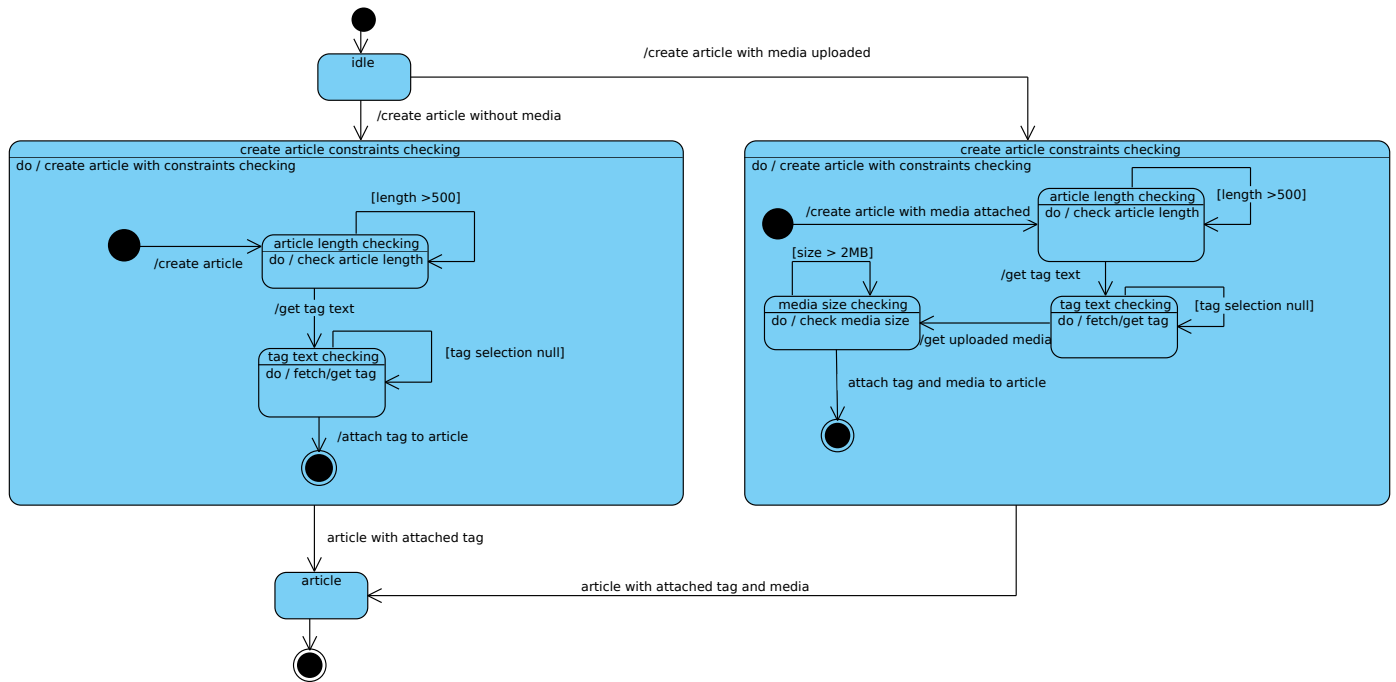 idle
/create article with media uploaded
/create article without media
create article constraints checking
do / create article with constraints checking
[length >500]
article length checking
do / check article length
/create article
/get tag text
tag text checking
do / fetch/get tag
[tag selection null]
/attach tag to article
create article constraints checking
do / create article with constraints checking
article length checking
do / check article length
[length >500]
/create article with media attached
/get tag text
[size > 2MB]
media size checking
do / check media size
tag text checking
do / fetch/get tag
[tag selection null]
/get uploaded media
attach tag and media to article
article with attached tag
article
article with attached tag and media